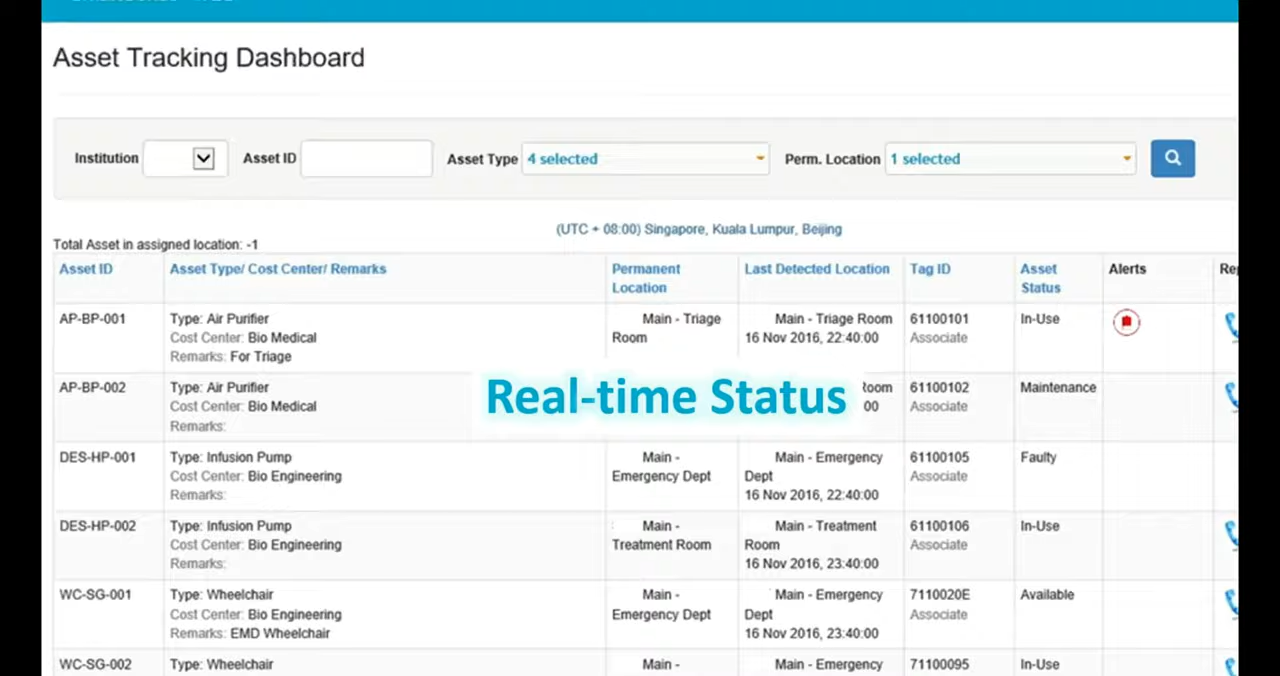 Asset Tracking Dashboard
Institution Asset ID Asset Type 4 selected Perm. Location 1 selected
(UTC + 08:00) Singapore, Kuala Lumpur, Beijing
Total Asset in assigned location: -1
Asset ID Asset Type/ Cost Center/ Remarks Permanent Location Last Detected Location Tag ID Asset Status Alerts
AP-BP-001 Type: Air Purifier Main - Triage Main - Triage Room 61100101 In-Use
Cost Center: Bio Medical Room 16 Nov 2016, 22:40:00 Associate
Remarks: For Triage
AP-BP-002 Type: Air Purifier Room 61100102 Maintenance
Cost Center: Bio Medical 00 Associate
Remarks:
Real-time Status
DES-HP-001 Type: Infusion Pump Main - Main - Emergency 61100105 Faulty
Cost Center: Bio Engineering Emergency Dept Dept Associate
Remarks: 16 Nov 2016, 22:40:00
DES-HP-002 Type: Infusion Pump Main - Main - Treatment 61100106 In-Use
Cost Center: Bio Engineering Treatment Room Room Associate
Remarks: 16 Nov 2016, 23:40:00
WC-SG-001 Type: Wheelchair Main - Main - Emergency 7110020E Available
Cost Center: Bio Engineering Emergency Dept Dept Associate
Remarks: EMD Wheelchair 16 Nov 2016, 23:40:00
WC-SG-002 Type: Wheelchair Main - Main - Emergency 71100095 In-Use